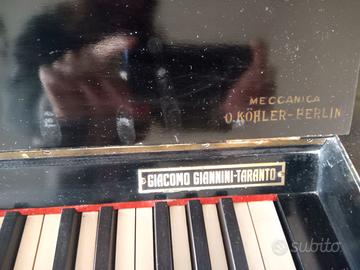 MECCANICA
O. KÖHLER-BERLIN
GIACOMO GIANNINI-TARANTO
subito